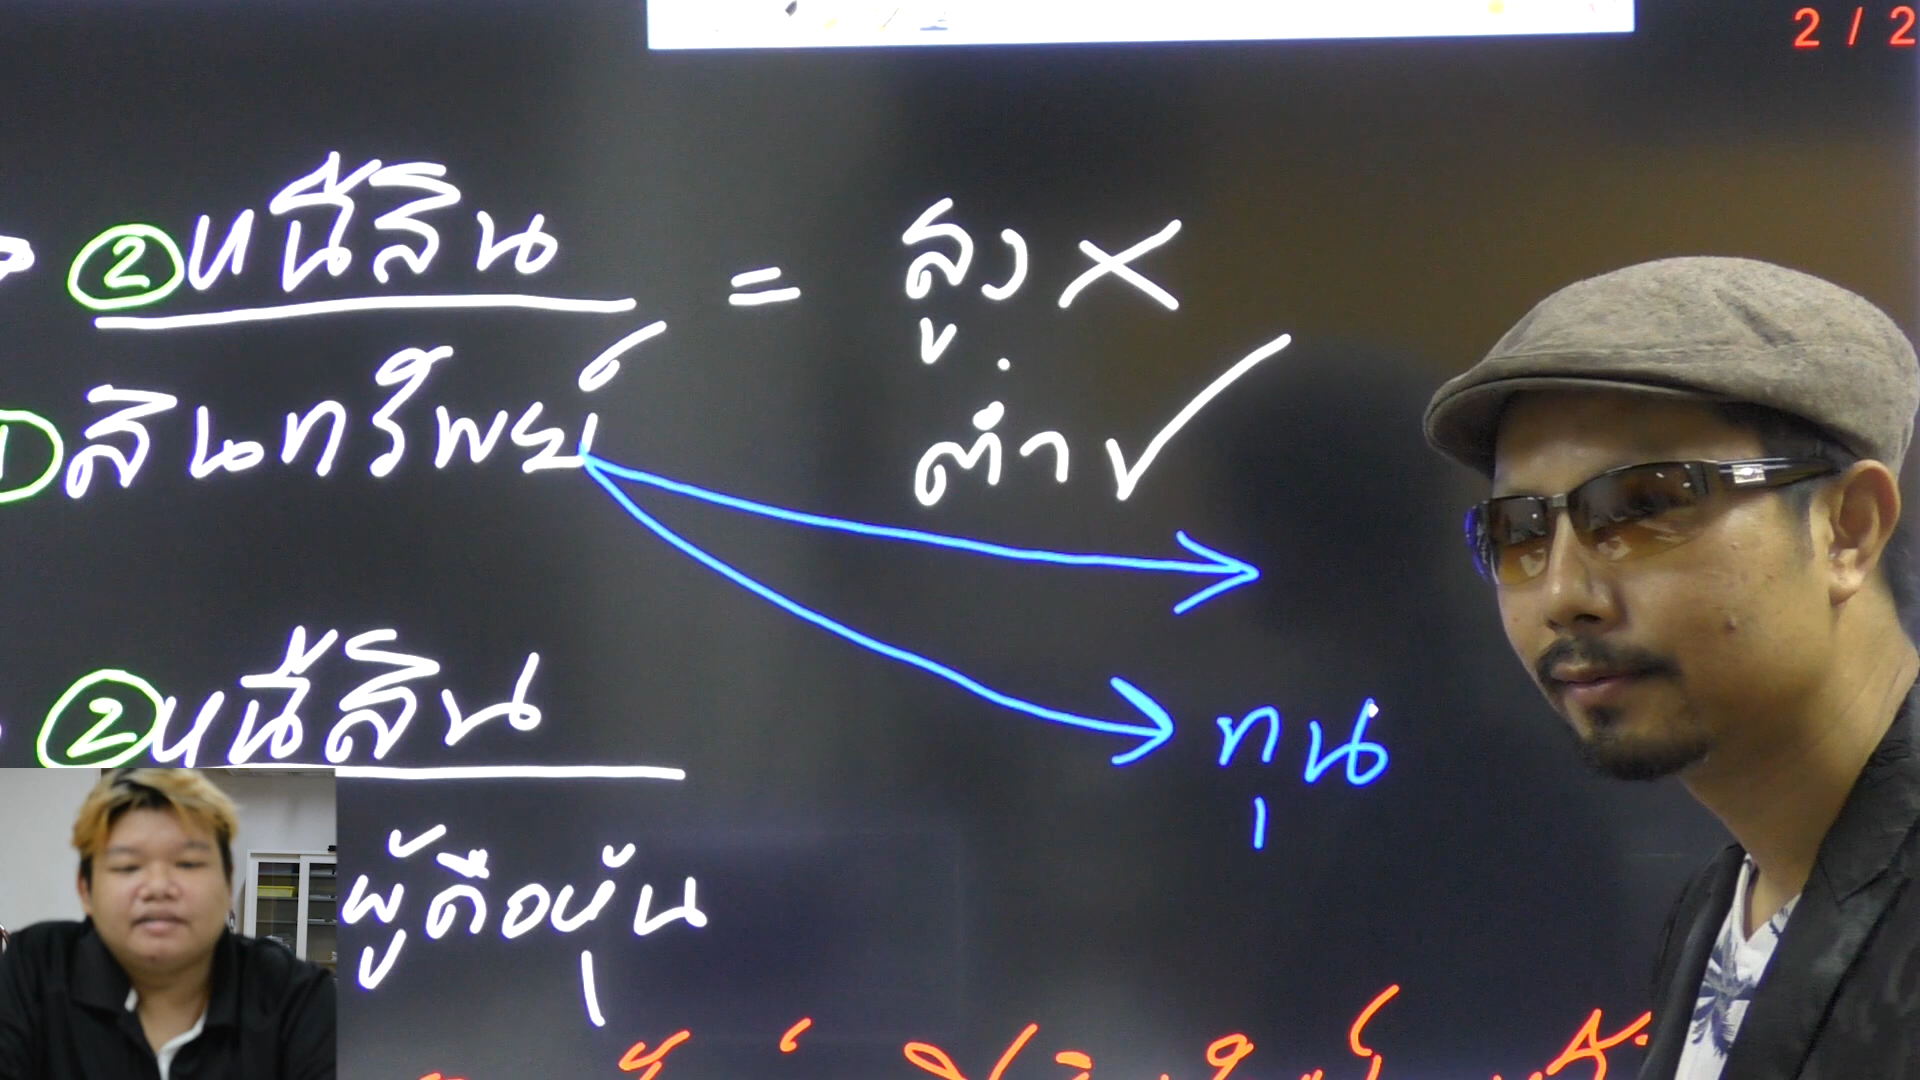 2 / 2
② หนี้สิน
= สูง ×
① สินทรัพย์
ต่ำ ✓
② หนี้สิน
ทุน
ผู้ถือหุ้น